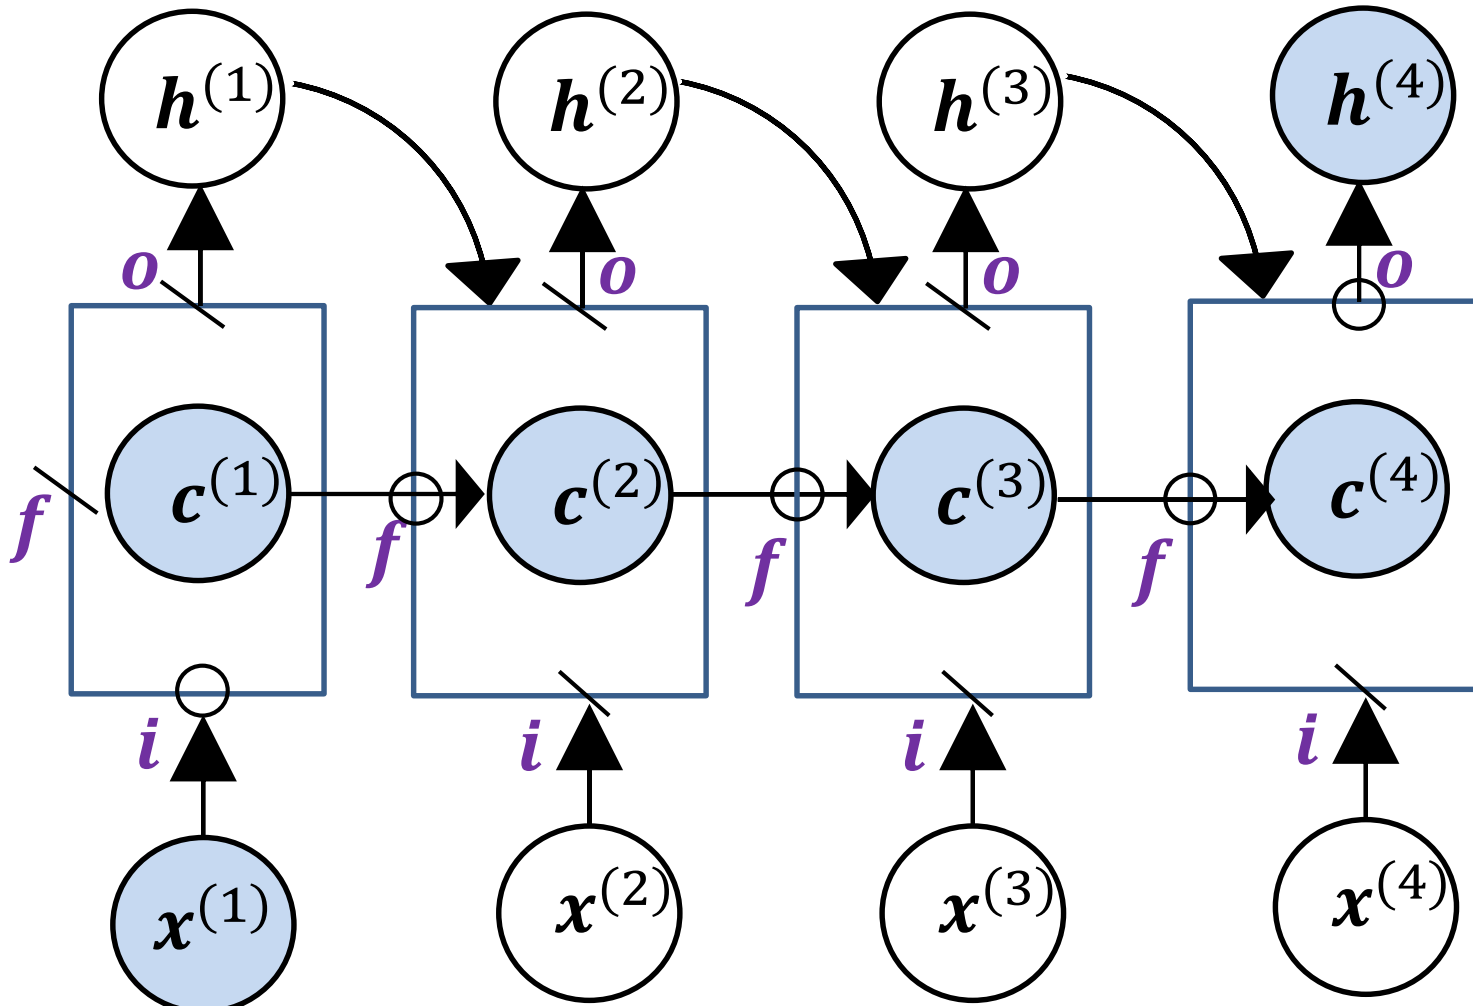 h(1) h(2) h(3) h(4)
o o o o
c(1) c(2) c(3) c(4)
f f f f
i i i i
x(1) x(2) x(3) x(4)